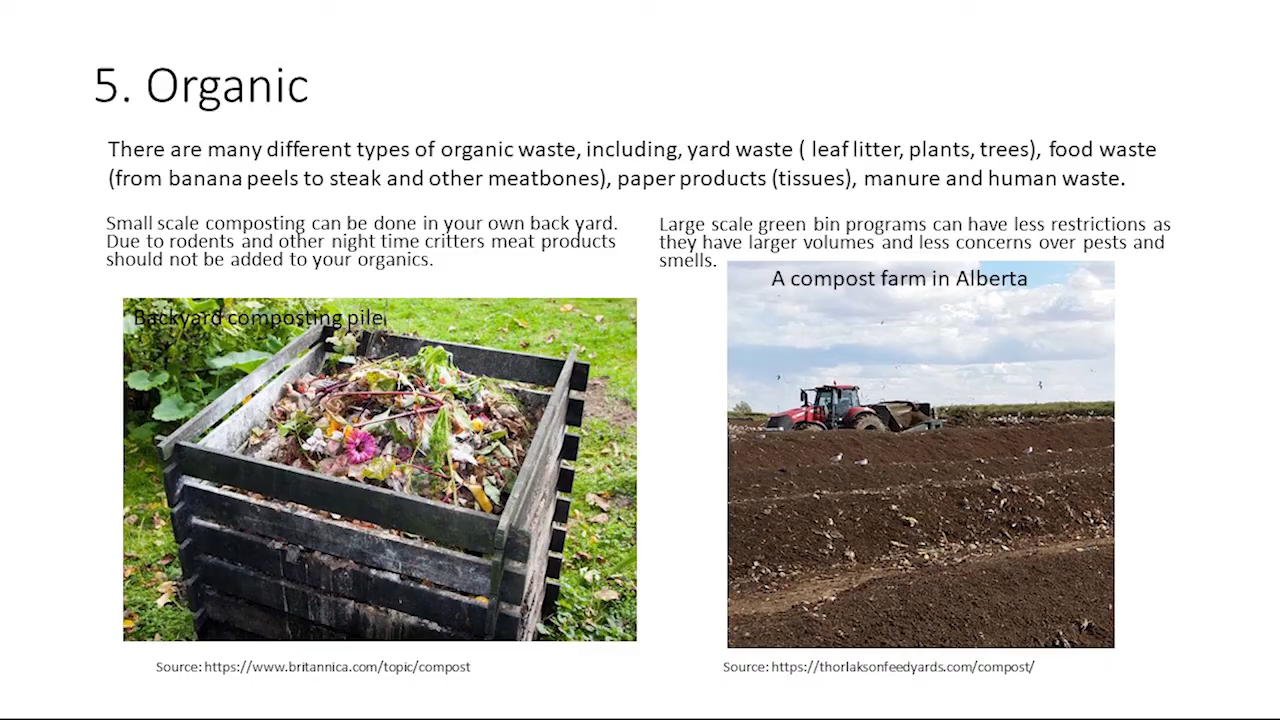 5. Organic
There are many different types of organic waste, including, yard waste ( leaf litter, plants, trees), food waste
(from banana peels to steak and other meatbones), paper products (tissues), manure and human waste.
Small scale composting can be done in your own back yard.
Due to rodents and other night time critters meat products
should not be added to your organics.
Large scale green bin programs can have less restrictions as
they have larger volumes and less concerns over pests and
smells.
A compost farm in Alberta
Backyard composting pile
Source: https://www.britannica.com/topic/compost
Source: https://thorlaksonfeedyards.com/compost/